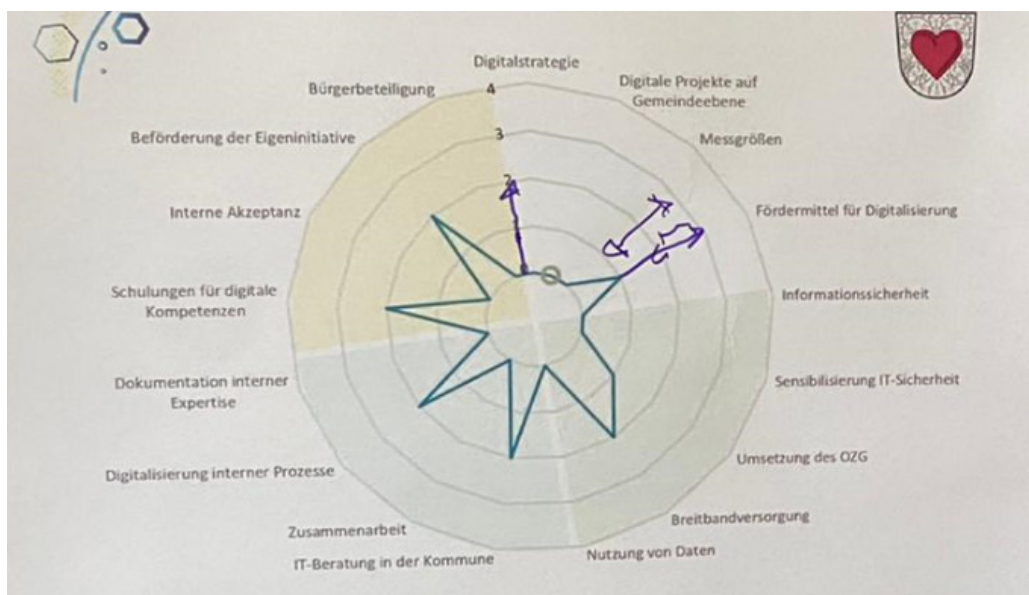 Digitalstrategie
Digitale Projekte auf
Gemeindeebene
Messgrößen
Fördermittel für Digitalisierung
Informationssicherheit
Sensibilisierung IT-Sicherheit
Umsetzung des OZG
Breitbandversorgung
Nutzung von Daten
IT-Beratung in der Kommune
Zusammenarbeit
Digitalisierung interner Prozesse
Dokumentation interner
Expertise
Schulungen für digitale
Kompetenzen
Interne Akzeptanz
Beförderung der Eigeninitiative
Bürgerbeteiligung
4
3
2